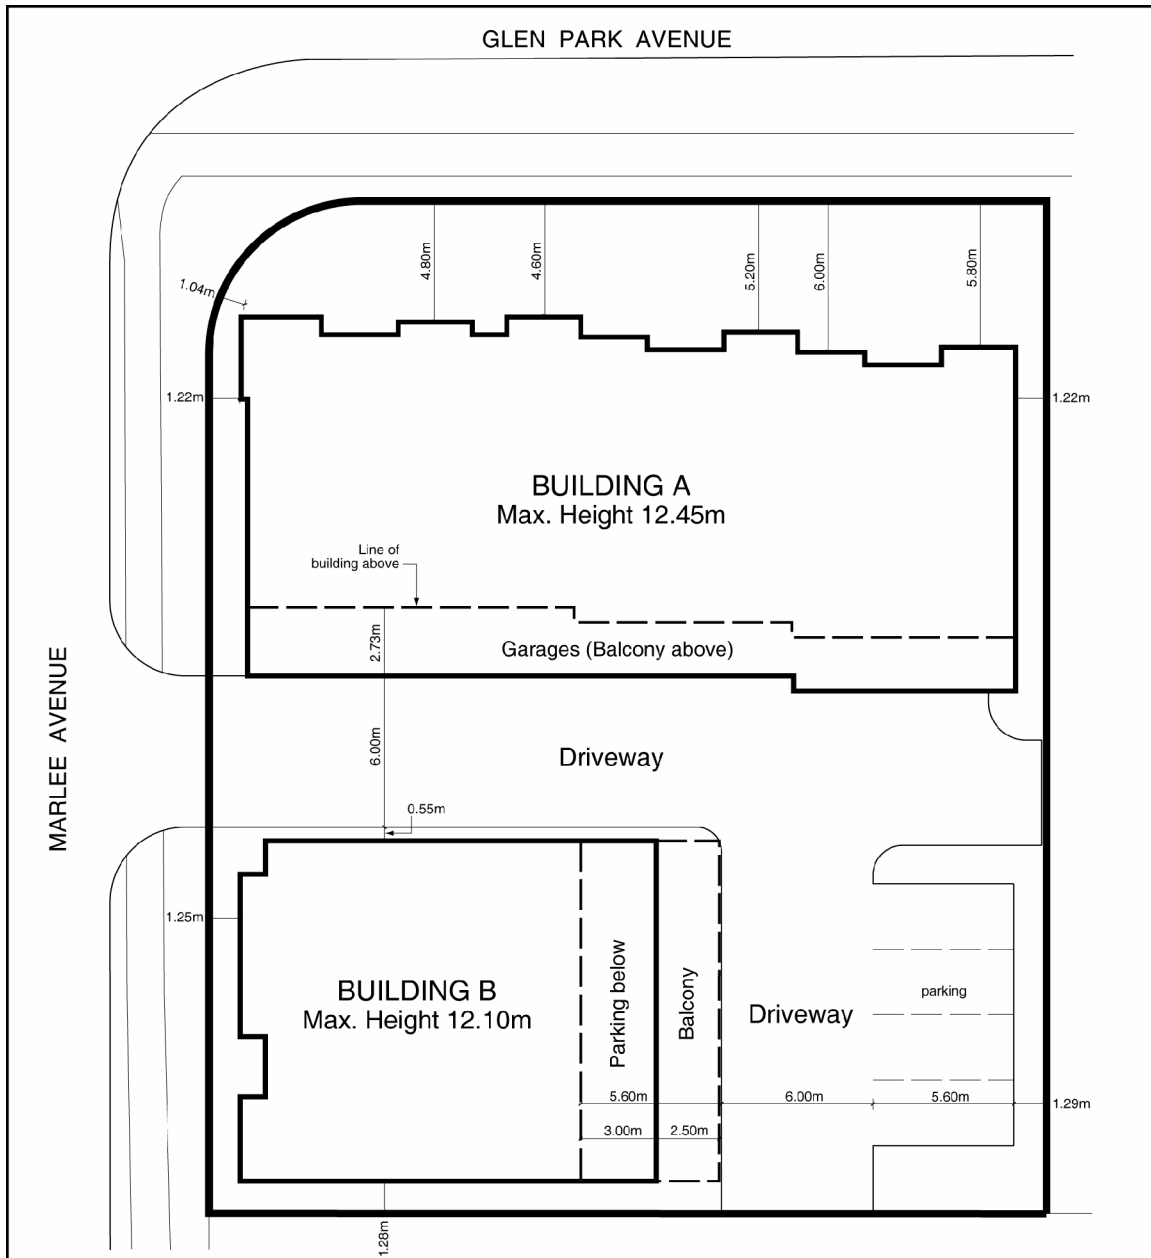 GLEN PARK AVENUE
4.80m
4.60m
5.20m
6.00m
5.80m
1.04m
1.22m
1.22m
BUILDING A
Max. Height 12.45m
Line of
building above
2.73m
Garages (Balcony above)
MARLEE AVENUE
6.00m
Driveway
0.55m
1.25m
BUILDING B
Max. Height 12.10m
Parking below
Balcony
Driveway
parking
5.60m
6.00m
5.60m
1.29m
3.00m
2.50m
1.28m